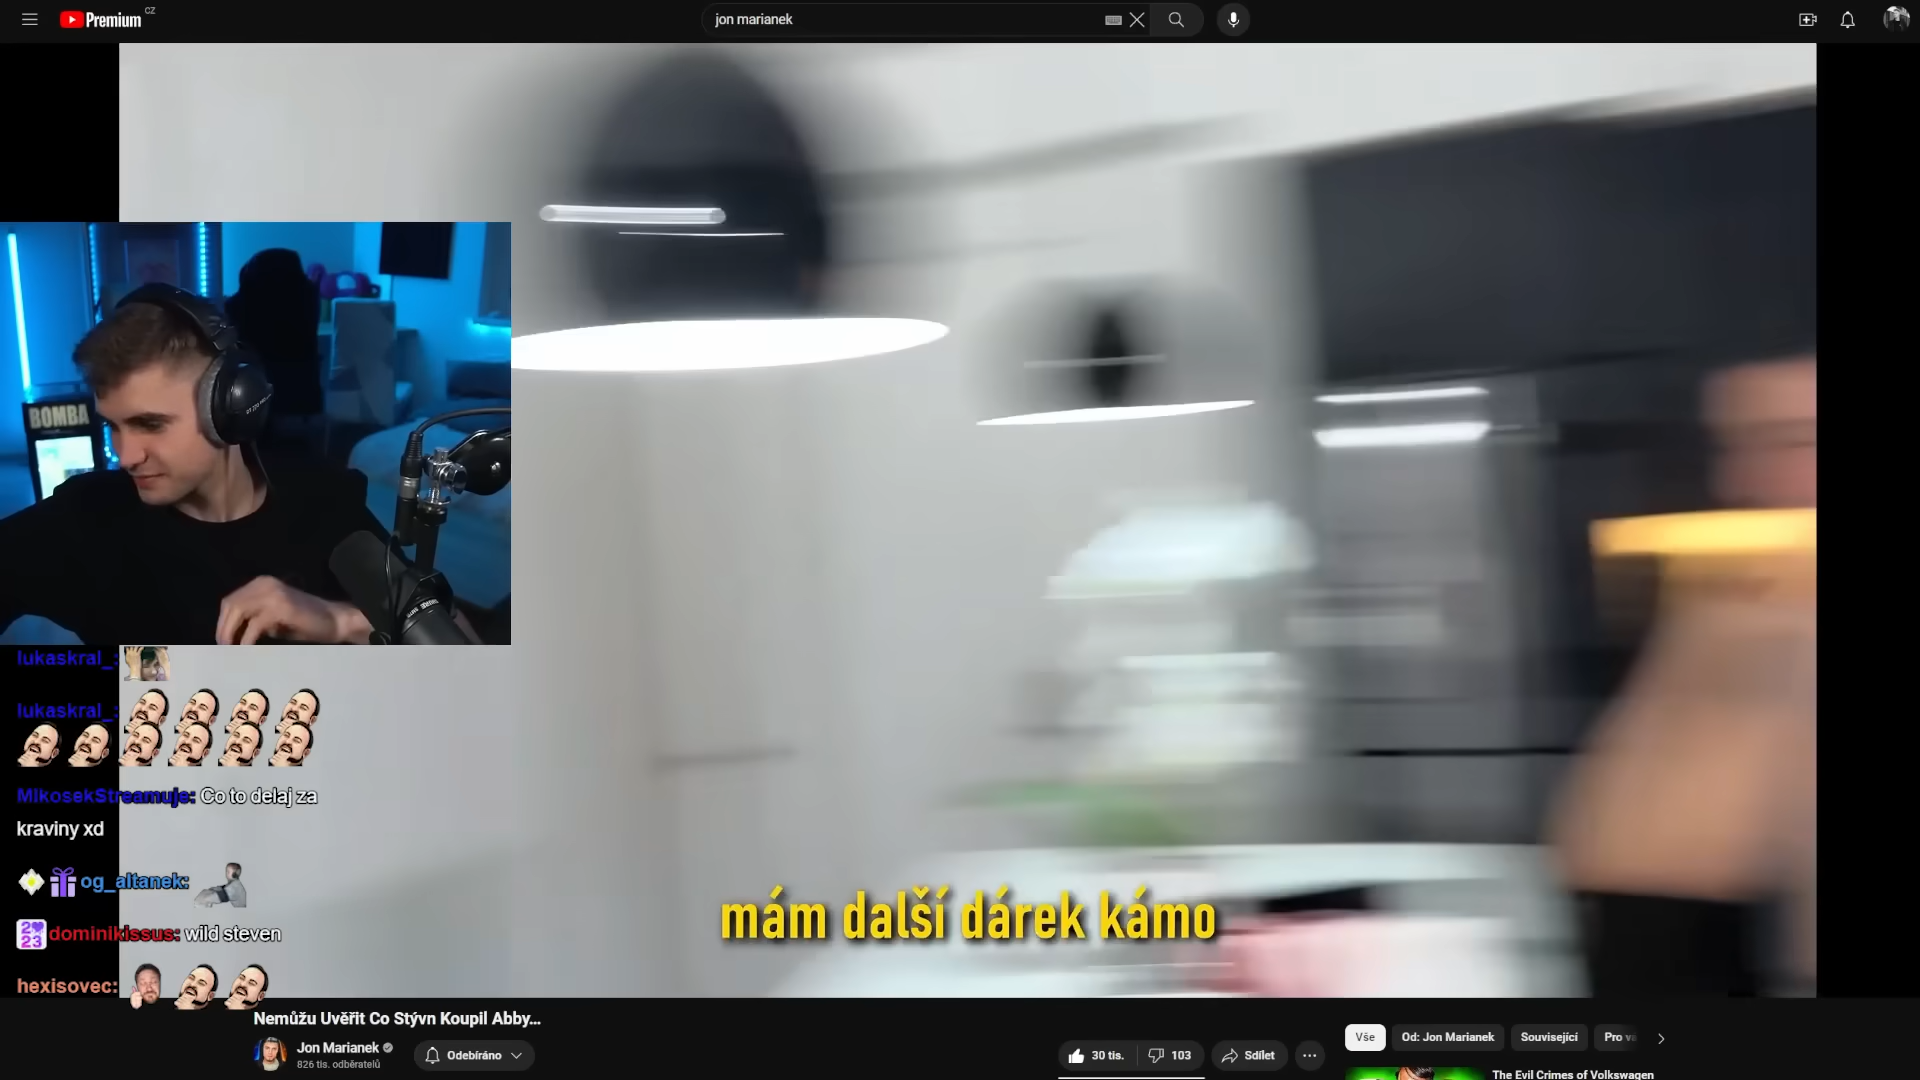 Premium CZ
jon marianek
BOMBA
lukaskral_:
lukaskral_:
MikosekStreamuje: Co to delaj za
kraviny xd
og_altanek:
2023 dominikissus: wild steven
hexisovec:
mám další dárek kámo
Nemůžu Uvěřit Co Stývn Koupil Abby...
Jon Marianek
826 tis. odběratelů
Odebíráno
30 tis.
103
Sdílet
Vše
Od: Jon Marianek
Související
Pro
The Evil Crimes of Volkswagen